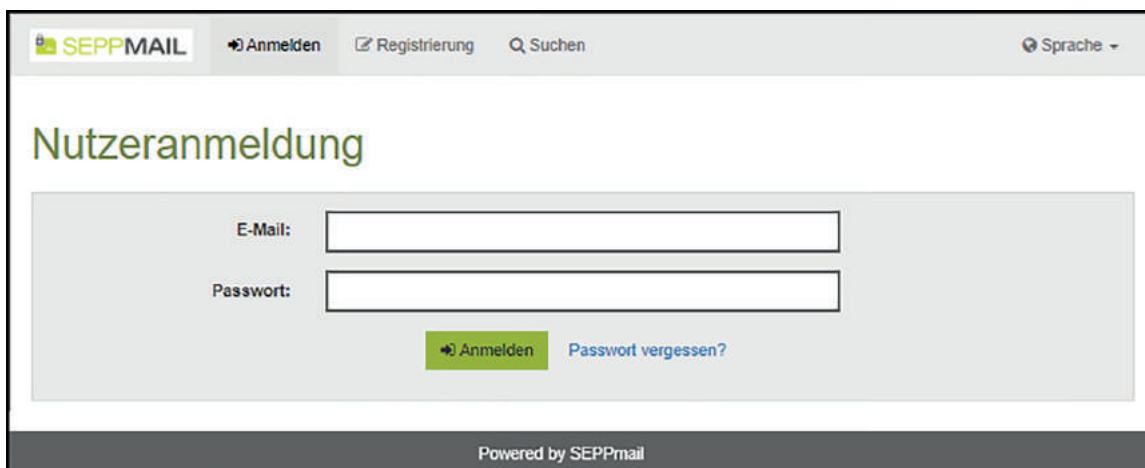 SEPPMAIL Anmelden Registrierung Suchen Sprache
Nutzeranmeldung
E-Mail:
Passwort:
Anmelden Passwort vergessen?
Powered by SEPPmail